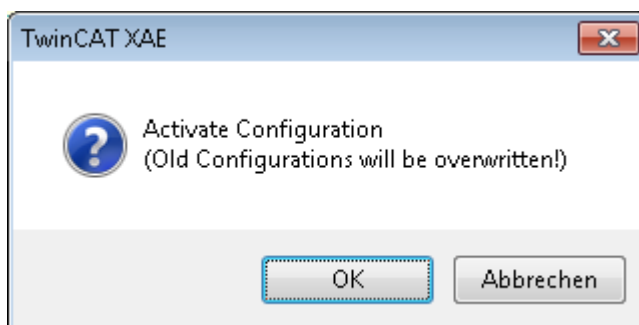 TwinCAT XAE
Activate Configuration
(Old Configurations will be overwritten!)
OK
Abbrechen